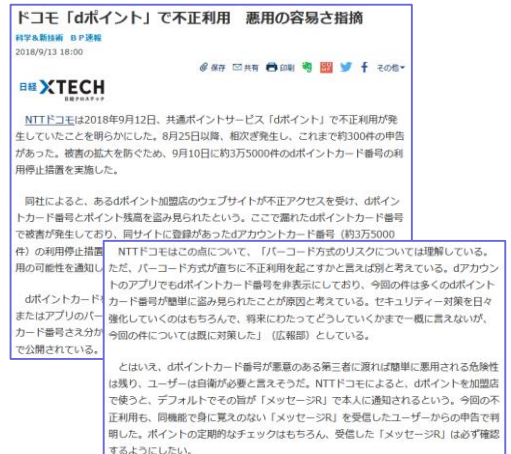 ドコモ「dポイント」で不正利用　悪用の容易さ指摘
科学&新技術　ＢＰ速報
2018/9/13 18:00
保存　共有　印刷　その他▾
日経 XTECH
日経クロステック
NTTドコモは2018年9月12日、共通ポイントサービス「dポイント」で不正利用が発
生していたことを明らかにした。8月25日以降、相次ぎ発生し、これまで約300件の申告
があった。被害の拡大を防ぐため、9月10日に約3万5000件のdポイントカード番号の利
用停止措置を実施した。
同社によると、あるdポイント加盟店のウェブサイトが不正アクセスを受け、dポイン
トカード番号とポイント残高を盗み見られたという。ここで漏れたdポイントカード番号
で被害が発生しており、同サイトに登録があったdアカウントカード番号（約3万5000
件）の利用停止措置
用の可能性を通知し
dポイントカードを
またはアプリのバー
カード番号さえ分か
で公開されている。
NTTドコモはこの点について、「バーコード方式のリスクについては理解している。
ただ、バーコード方式が直ちに不正利用を起こすかと言えば別と考えている。dアカウン
トのアプリでもdポイントカード番号を非表示にしており、今回の件は多くのdポイント
カード番号が簡単に盗み見られたことが原因と考えている。セキュリティー対策を日々
強化していくのはもちろんで、将来にわたってどうしていくかまで一概に言えないが、
今回の件については既に対策した」（広報部）としている。
とはいえ、dポイントカード番号が悪意のある第三者に渡れば簡単に悪用される危険性
は残り、ユーザーは自衛が必要と言えそうだ。NTTドコモによると、dポイントを加盟店
で使うと、デフォルトでその旨が「メッセージR」で本人に通知されるという。今回の不
正利用も、同機能で身に覚えのない「メッセージR」を受信したユーザーからの申告で判
明した。ポイントの定期的なチェックはもちろん、受信した「メッセージR」は必ず確認
するようにしたい。